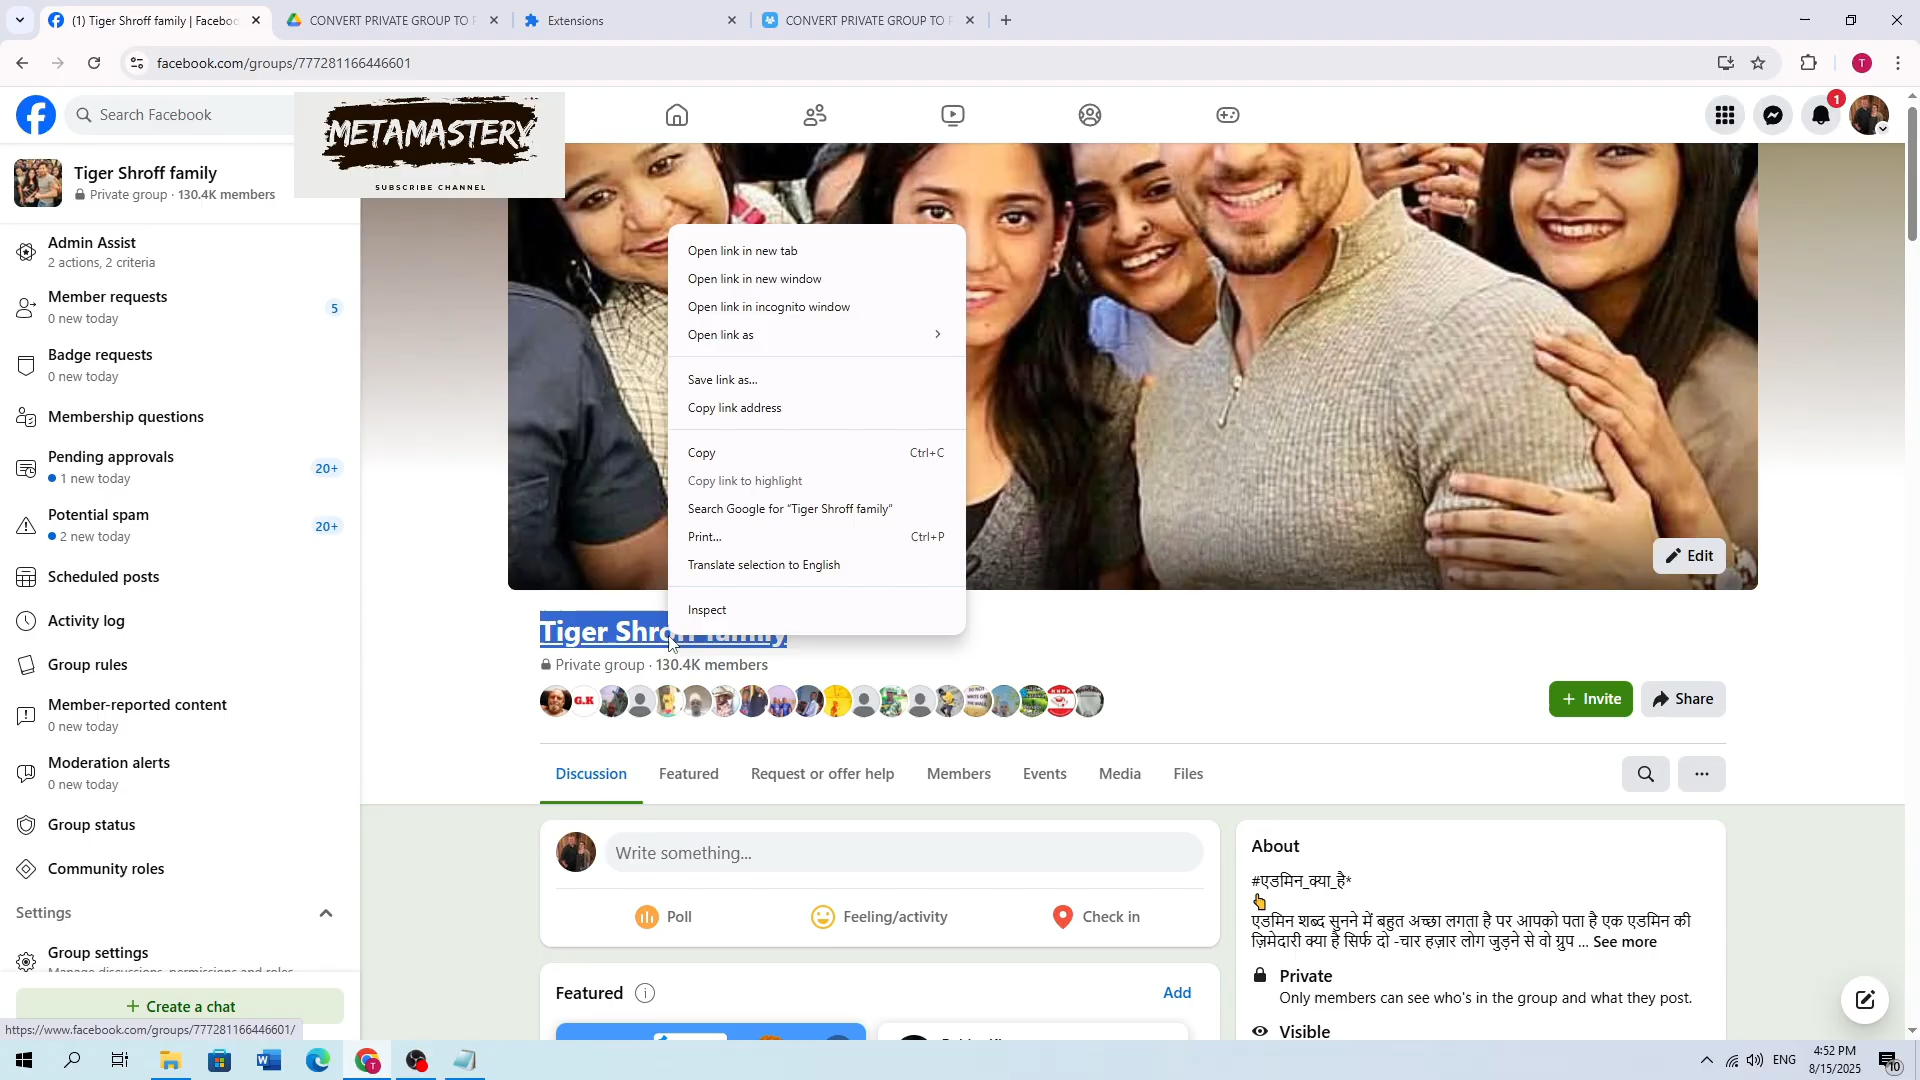 (1) Tiger Shroff family | Faceboo
CONVERT PRIVATE GROUP TO P
Extensions
CONVERT PRIVATE GROUP TO P
facebook.com/groups/777281166446601
T
Search Facebook
METAMASTERY
SUBSCRIBE CHANNEL
1
Tiger Shroff family
Private group · 130.4K members
Admin Assist
2 actions, 2 criteria
Member requests
0 new today
5
Badge requests
0 new today
Membership questions
Pending approvals
1 new today
20+
Potential spam
2 new today
20+
Scheduled posts
Activity log
Group rules
Member-reported content
0 new today
Moderation alerts
0 new today
Group status
Community roles
Settings
Group settings
Manage discussions, permissions and roles
+ Create a chat
https://www.facebook.com/groups/777281166446601/
Open link in new tab
Open link in new window
Open link in incognito window
Open link as
Save link as...
Copy link address
Copy Ctrl+C
Copy link to highlight
Search Google for “Tiger Shroff family”
Print... Ctrl+P
Translate selection to English
Inspect
Edit
Tiger Shroff family
Private group · 130.4K members
G.K
+ Invite
Share
Discussion
Featured
Request or offer help
Members
Events
Media
Files
Write something...
Poll
Feeling/activity
Check in
Featured
Add
About
#एडमिन_क्या_है*
👆
एडमिन शब्द सुनने में बहुत अच्छा लगता है पर आपको पता है एक एडमिन की
ज़िमेदारी क्या है सिर्फ दो -चार हज़ार लोग जुड़ने से वो ग्रुप ... See more
Private
Only members can see who's in the group and what they post.
Visible
ENG
4:52 PM
8/15/2025
10